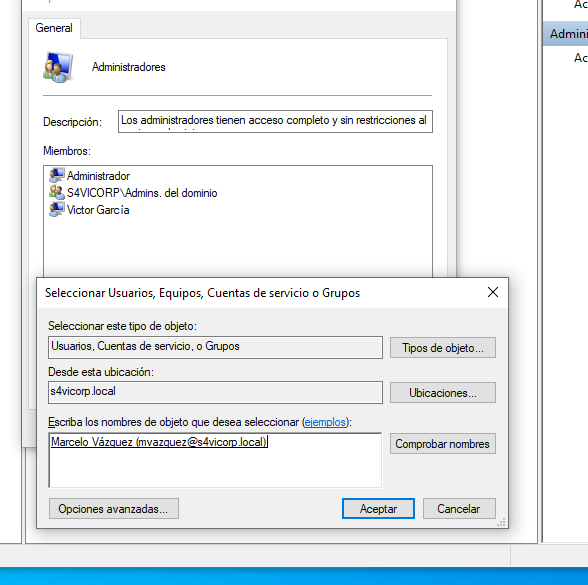 Ac
General
Admini
Ac
Administradores
Descripción:
Los administradores tienen acceso completo y sin restricciones al
Miembros:
Administrador
S4VICORP\Admins. del dominio
Victor García
Seleccionar Usuarios, Equipos, Cuentas de servicio o Grupos
Seleccionar este tipo de objeto:
Usuarios, Cuentas de servicio, o Grupos
Tipos de objeto...
Desde esta ubicación:
s4vicorp.local
Ubicaciones...
Escriba los nombres de objeto que desea seleccionar (ejemplos):
Marcelo Vázquez (mvazquez@s4vicorp.local)
Comprobar nombres
Opciones avanzadas...
Aceptar
Cancelar